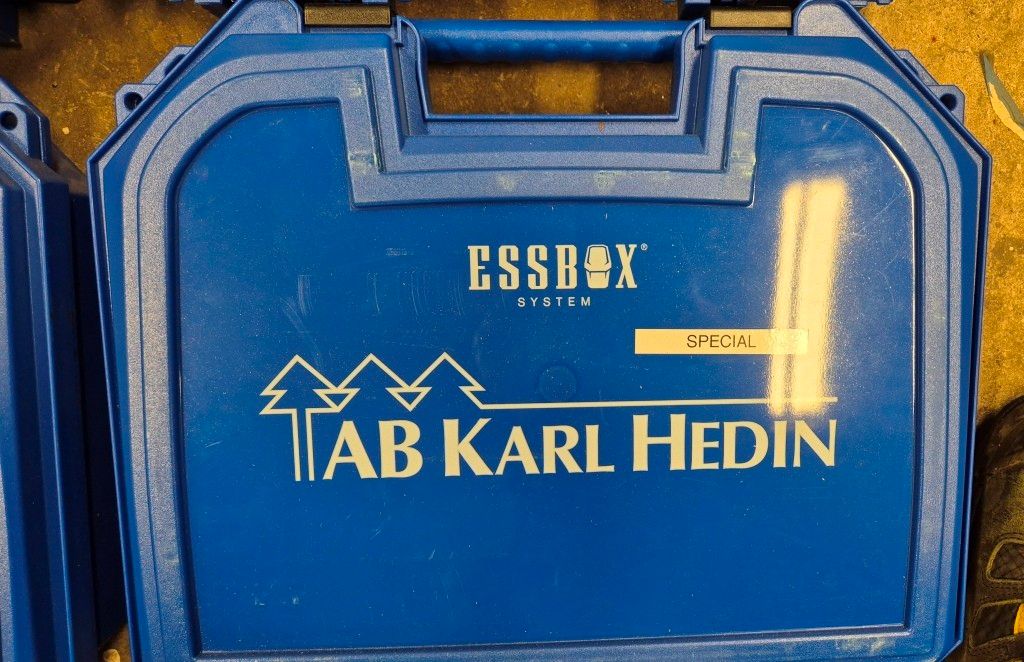 ESSBOX®
SYSTEM
SPECIAL
AB KARL HEDIN